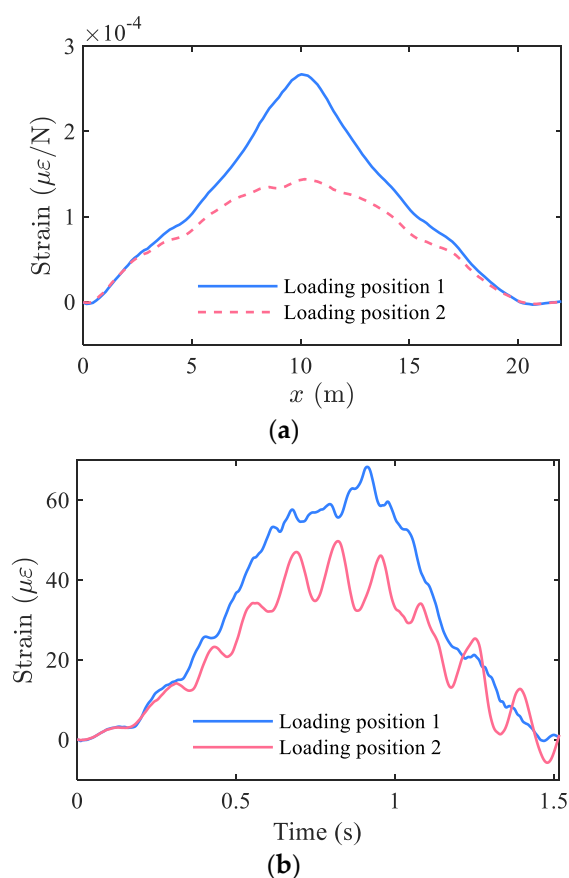 ×10⁻⁴
3
2
1
0
Strain (με/N)
Loading position 1
Loading position 2
0 5 10 15 20
x (m)
(a)
60
40
20
0
Strain (με)
Loading position 1
Loading position 2
0 0.5 1 1.5
Time (s)
(b)